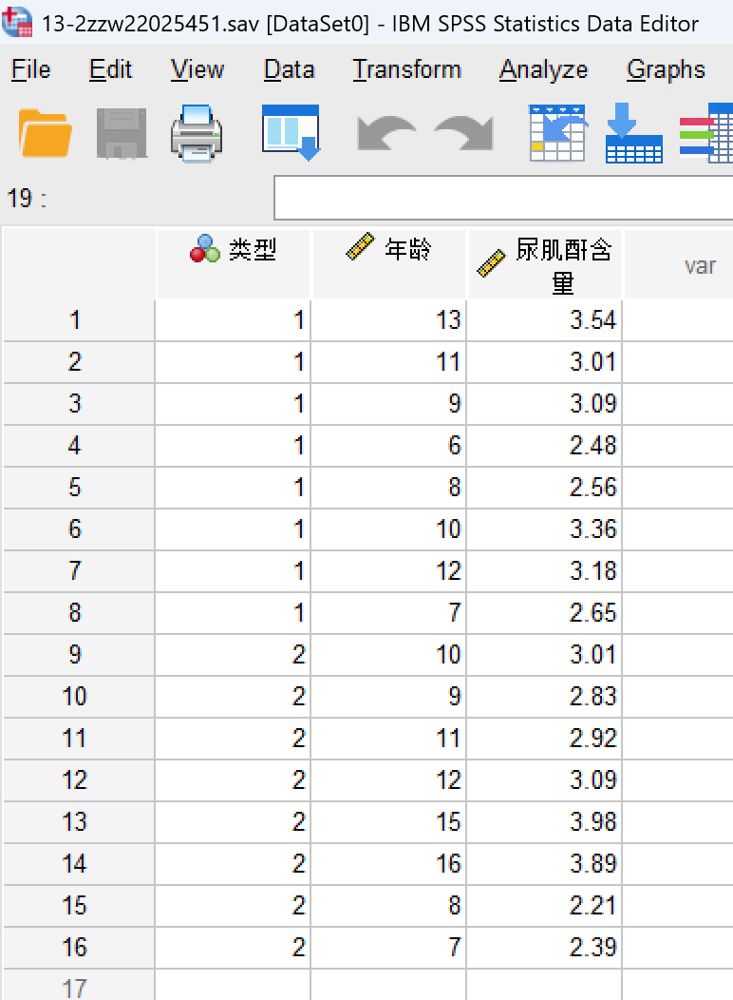 13-2zzw22025451.sav [DataSet0] - IBM SPSS Statistics Data Editor
File Edit View Data Transform Analyze Graphs
19 :
类型 年龄 尿肌酐含
量 var
1 1 13 3.54
2 1 11 3.01
3 1 9 3.09
4 1 6 2.48
5 1 8 2.56
6 1 10 3.36
7 1 12 3.18
8 1 7 2.65
9 2 10 3.01
10 2 9 2.83
11 2 11 2.92
12 2 12 3.09
13 2 15 3.98
14 2 16 3.89
15 2 8 2.21
16 2 7 2.39
17